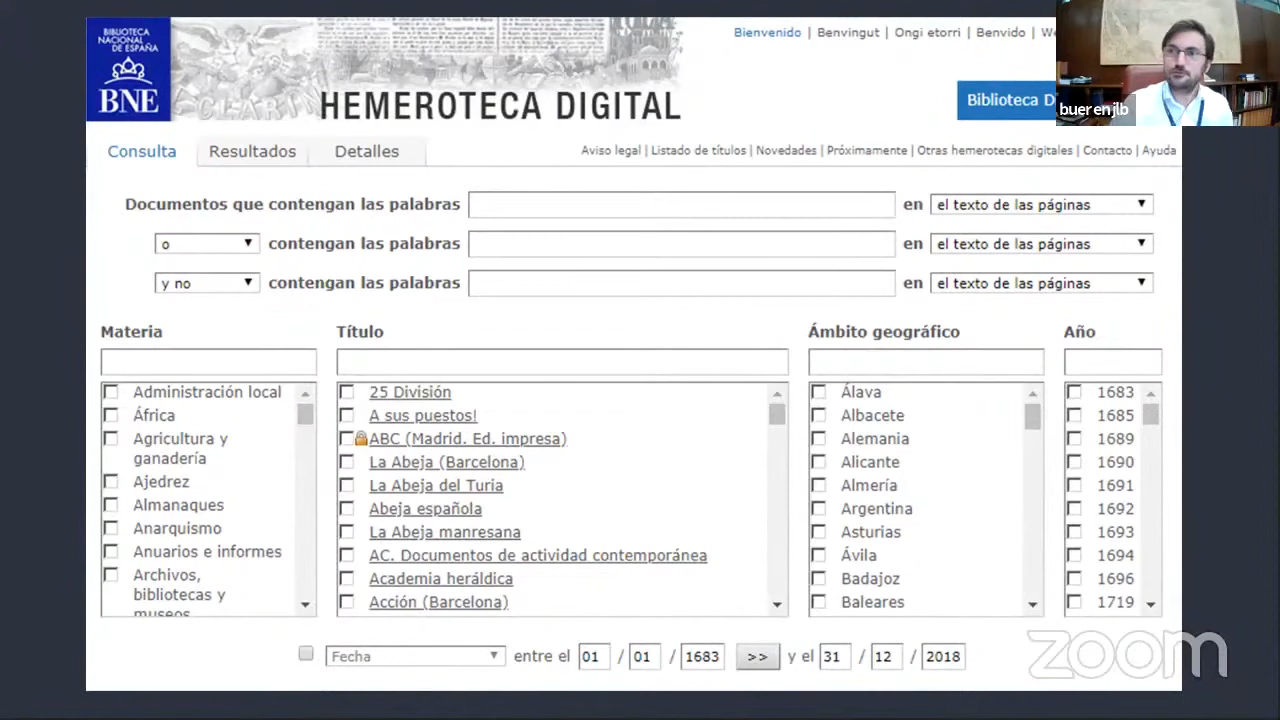 BIBLIOTECA
NACIONAL
DE ESPAÑA
BNE
CLARIN
HEMEROTECA DIGITAL
Bienvenido | Benvingut | Ongi etorri | Benvido |
Biblioteca D
buerenjlb
Consulta Resultados Detalles
Aviso legal | Listado de títulos | Novedades | Próximamente | Otras hemerotecas digitales | Contacto | Ayuda
Documentos que contengan las palabras en el texto de las páginas
o contengan las palabras en el texto de las páginas
y no contengan las palabras en el texto de las páginas
Materia
Administración local
África
Agricultura y
ganadería
Ajedrez
Almanaques
Anarquismo
Anuarios e informes
Archivos,
bibliotecas y
museos
Título
25 División
A sus puestos!
ABC (Madrid. Ed. impresa)
La Abeja (Barcelona)
La Abeja del Turia
Abeja española
La Abeja manresana
AC. Documentos de actividad contemporánea
Academia heráldica
Acción (Barcelona)
Ámbito geográfico
Álava
Albacete
Alemania
Alicante
Almería
Argentina
Asturias
Ávila
Badajoz
Baleares
Año
1683
1685
1689
1690
1691
1692
1693
1694
1696
1719
Fecha entre el 01 / 01 / 1683 >> y el 31 / 12 / 2018
zoom